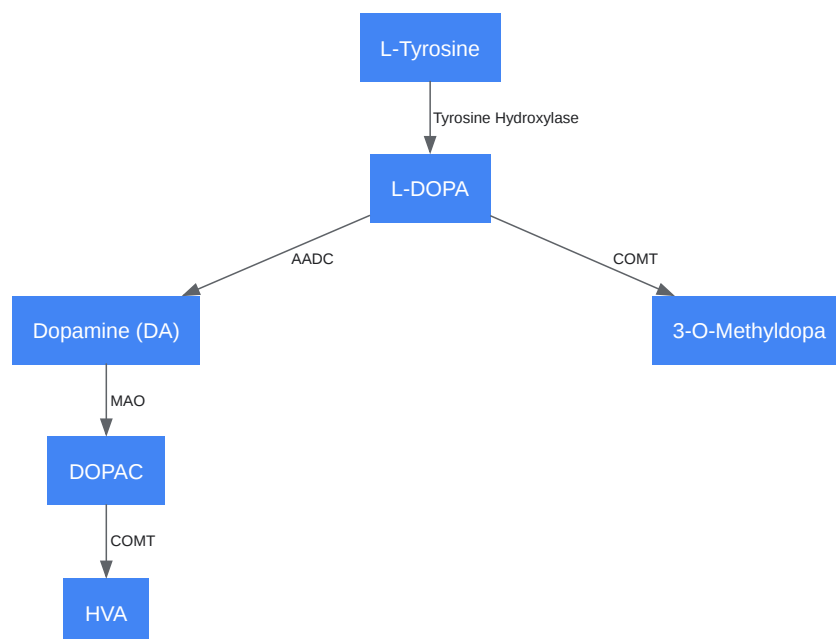 L-Tyrosine
Tyrosine Hydroxylase
L-DOPA
AADC
COMT
Dopamine (DA)
3-O-Methyldopa
MAO
DOPAC
COMT
HVA